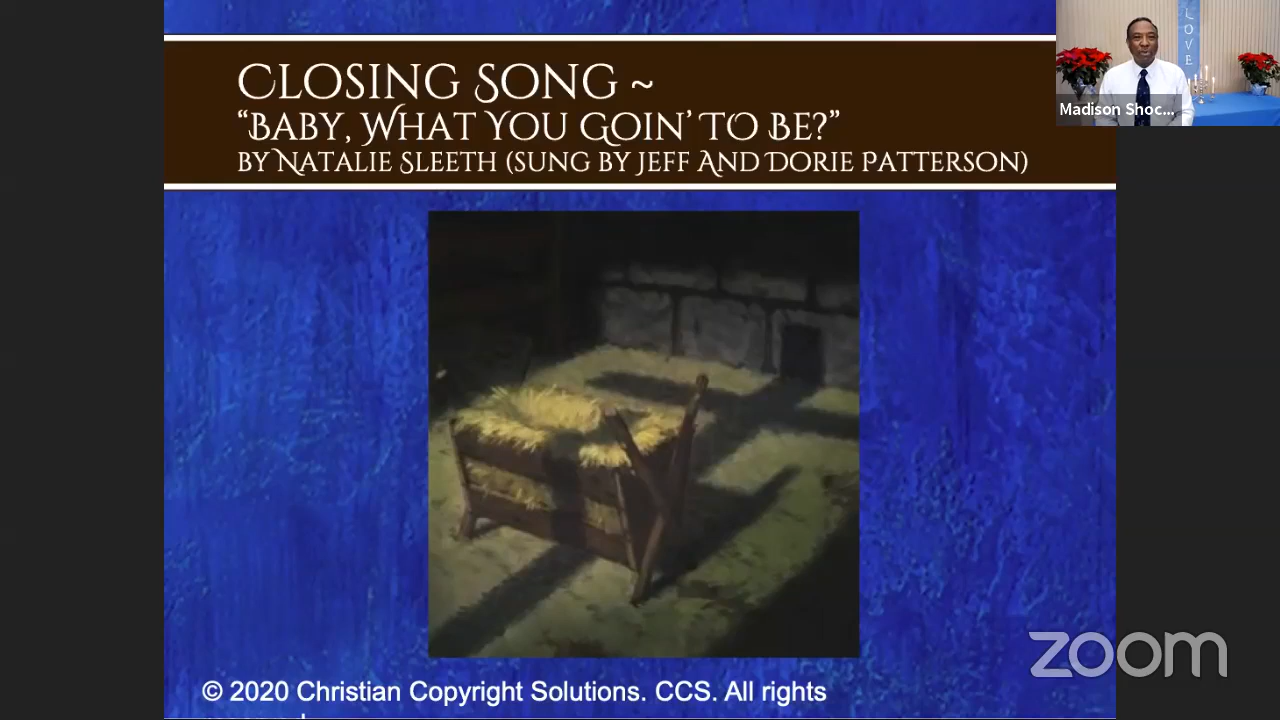 Closing Song ~
“Baby, What You Goin’ To Be?”
by Natalie Sleeth (sung by Jeff and Dorie Patterson)
LOVE
Madison Shoc...
zoom
© 2020 Christian Copyright Solutions. CCS. All rights